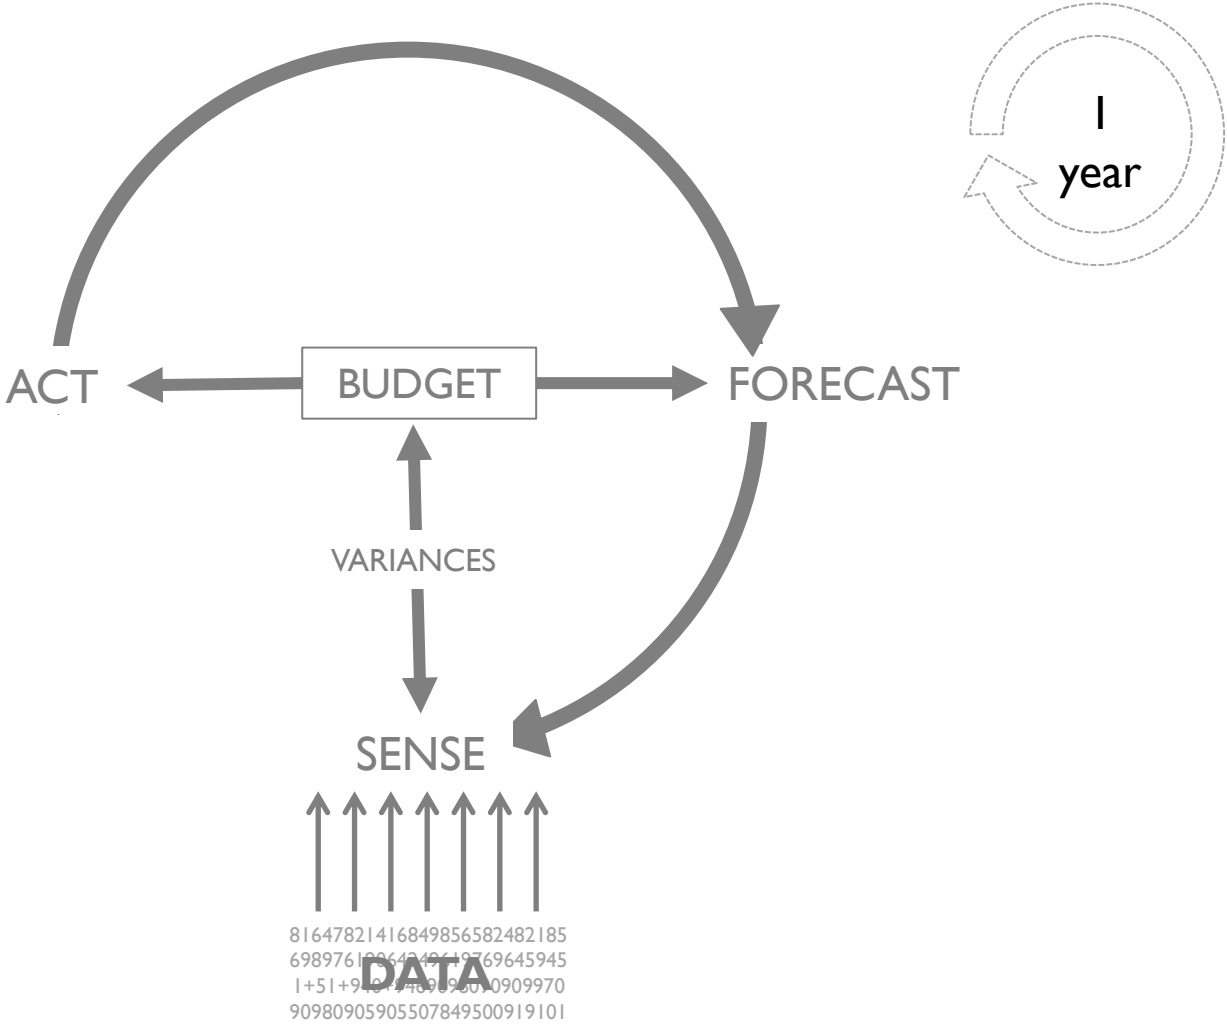 1
year
ACT
BUDGET
FORECAST
VARIANCES
SENSE
81647821416849856582482185
DATA
90980905905507849500919101